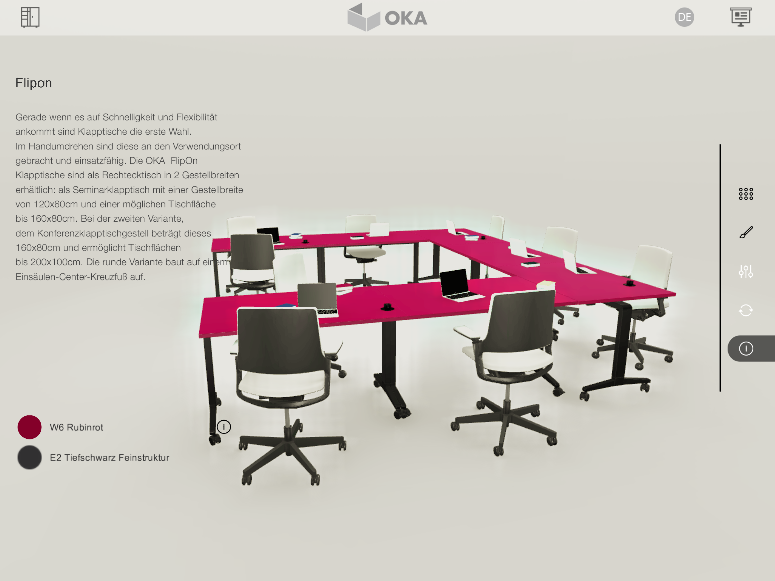 OKA
DE
Flipon
Gerade wenn es auf Schnelligkeit und Flexibilität
ankommt sind Klapptische die erste Wahl.
Im Handumdrehen sind diese an den Verwendungsort
gebracht und einsatzfähig. Die OKA FlipOn
Klapptische sind als Rechtecktisch in 2 Gestellbreiten
erhältlich: als Seminarklapptisch mit einer Gestellbreite
von 120x80cm und einer möglichen Tischfläche
bis 160x80cm. Bei der zweiten Variante,
dem Konferenzklapptischgestell beträgt dieses
160x80cm und ermöglicht Tischflächen
bis 200x100cm. Die runde Variante baut auf einem
Einsäulen-Center-Kreuzfuß auf.
W6 Rubinrot
E2 Tiefschwarz Feinstruktur